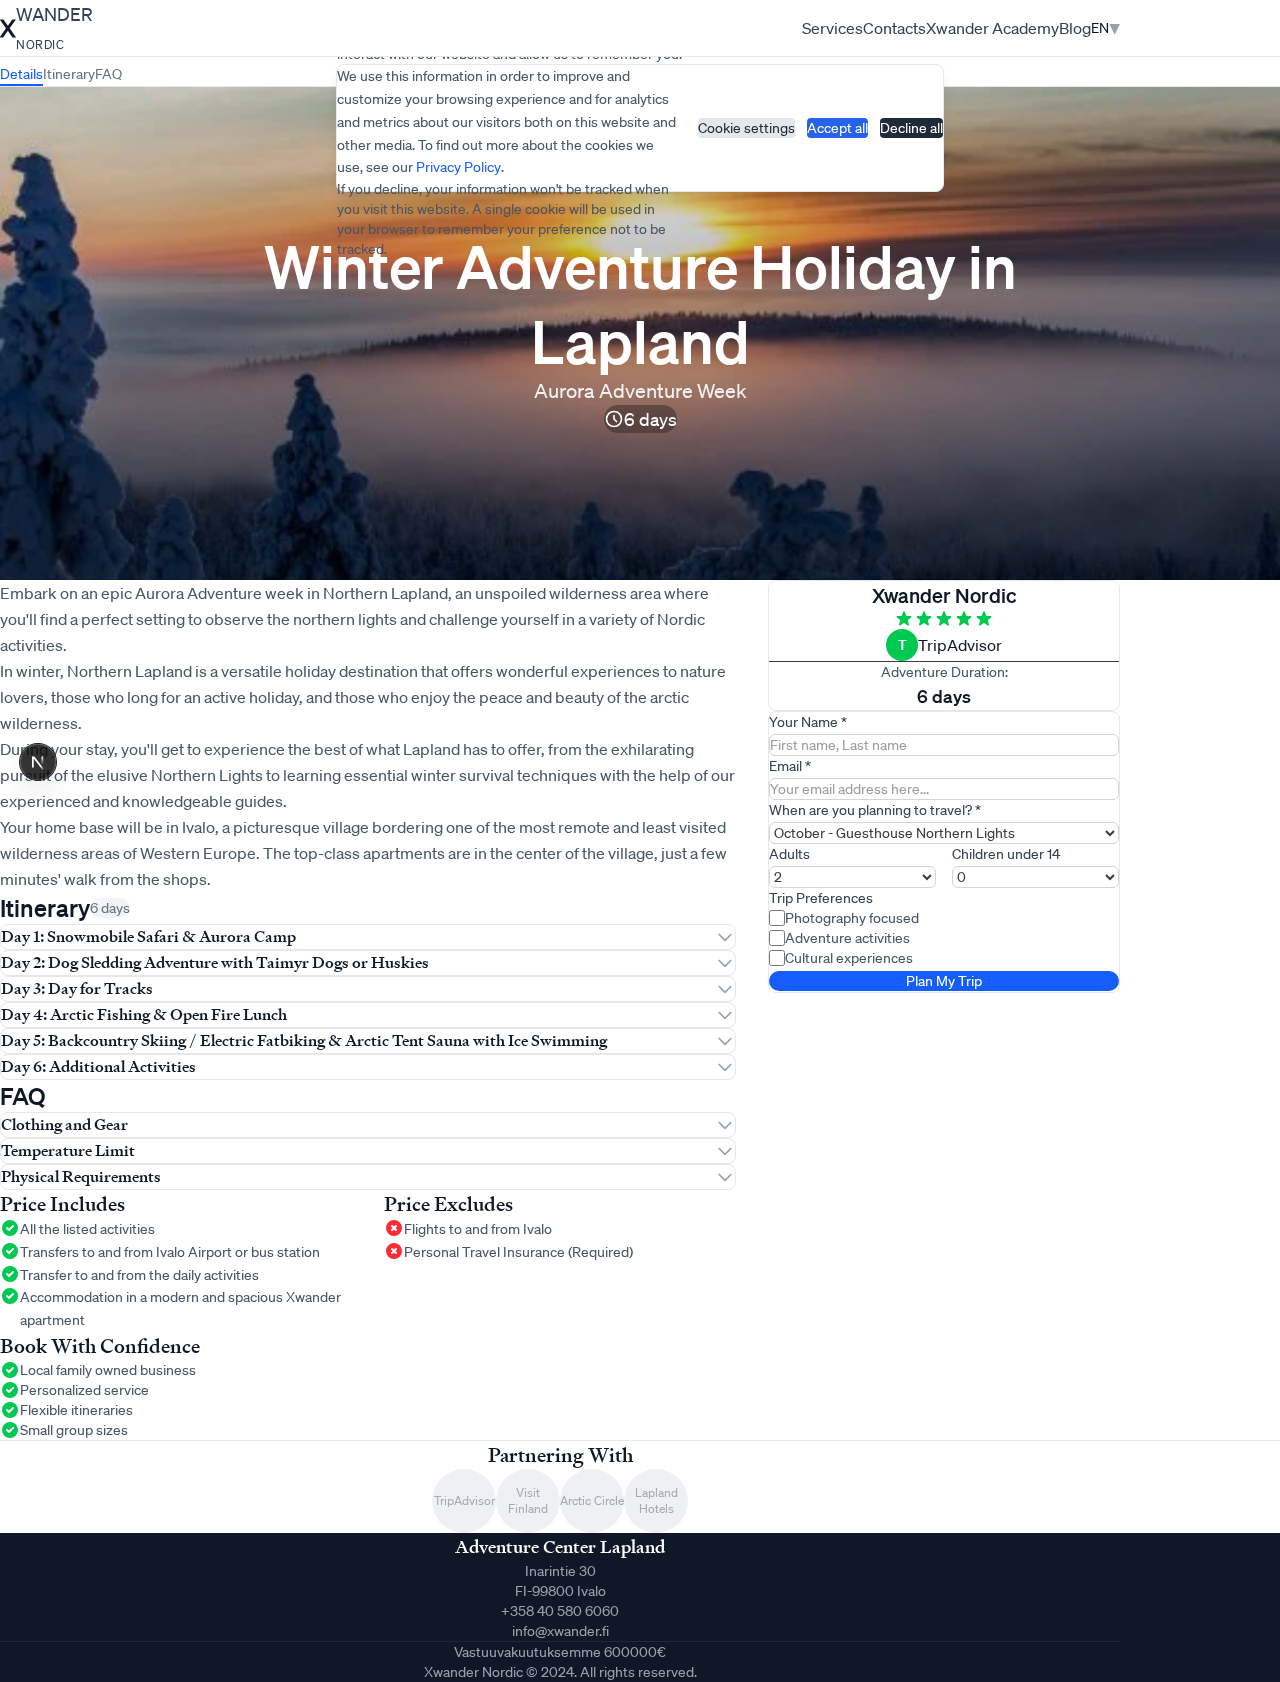 X WANDER
NORDIC
Services Contacts Xwander Academy Blog EN
Details Itinerary FAQ
We use this information in order to improve and
customize your browsing experience and for analytics
and metrics about our visitors both on this website and
other media. To find out more about the cookies we
use, see our Privacy Policy.
If you decline, your information won't be tracked when
you visit this website. A single cookie will be used in
your browser to remember your preference not to be
tracked.
Cookie settings
Accept all
Decline all
Winter Adventure Holiday in
Lapland
Aurora Adventure Week
6 days
Embark on an epic Aurora Adventure week in Northern Lapland, an unspoiled wilderness area where
you'll find a perfect setting to observe the northern lights and challenge yourself in a variety of Nordic
activities.
In winter, Northern Lapland is a versatile holiday destination that offers wonderful experiences to nature
lovers, those who long for an active holiday, and those who enjoy the peace and beauty of the arctic
wilderness.
During your stay, you'll get to experience the best of what Lapland has to offer, from the exhilarating
pursuit of the elusive Northern Lights to learning essential winter survival techniques with the help of our
experienced and knowledgeable guides.
Your home base will be in Ivalo, a picturesque village bordering one of the most remote and least visited
wilderness areas of Western Europe. The top-class apartments are in the center of the village, just a few
minutes' walk from the shops.
N
Itinerary 6 days
Day 1: Snowmobile Safari & Aurora Camp
Day 2: Dog Sledding Adventure with Taimyr Dogs or Huskies
Day 3: Day for Tracks
Day 4: Arctic Fishing & Open Fire Lunch
Day 5: Backcountry Skiing / Electric Fatbiking & Arctic Tent Sauna with Ice Swimming
Day 6: Additional Activities
FAQ
Clothing and Gear
Temperature Limit
Physical Requirements
Price Includes
All the listed activities
Transfers to and from Ivalo Airport or bus station
Transfer to and from the daily activities
Accommodation in a modern and spacious Xwander
apartment
Price Excludes
Flights to and from Ivalo
Personal Travel Insurance (Required)
Book With Confidence
Local family owned business
Personalized service
Flexible itineraries
Small group sizes
Xwander Nordic
T TripAdvisor
Adventure Duration:
6 days
Your Name *
First name, Last name
Email *
Your email address here...
When are you planning to travel? *
October - Guesthouse Northern Lights
Adults
2
Children under 14
0
Trip Preferences
Photography focused
Adventure activities
Cultural experiences
Plan My Trip
Partnering With
TripAdvisor
Visit
Finland
Arctic Circle
Lapland
Hotels
Adventure Center Lapland
Inarintie 30
FI-99800 Ivalo
+358 40 580 6060
info@xwander.fi
Vastuuvakuutuksemme 600000€
Xwander Nordic © 2024. All rights reserved.